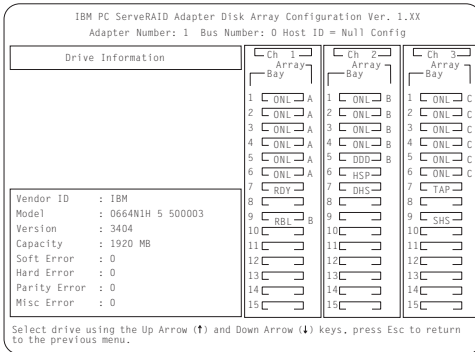 IBM PC ServeRAID Adapter Disk Array Configuration Ver. 1.XX
Adapter Number: 1 Bus Number: 0 Host ID = Null Config
Drive Information
Ch 1 Ch 2 Ch 3
Array Array Array
Bay Bay Bay
1 ONL A 1 ONL B 1 ONL C
2 ONL A 2 ONL B 2 ONL C
3 ONL A 3 ONL B 3 ONL C
4 ONL A 4 ONL B 4 ONL C
5 ONL A 5 DDD B 5 ONL C
6 ONL A 6 HSP 6 ONL C
7 RDY 7 DHS 7 TAP
8 8 8
9 RBL B 9 9 SHS
10 10 10
11 11 11
12 12 12
13 13 13
14 14 14
15 15 15
Vendor ID : IBM
Model : 0664N1H 5 500003
Version : 3404
Capacity : 1920 MB
Soft Error : 0
Hard Error : 0
Parity Error : 0
Misc Error : 0
Select drive using the Up Arrow (↑) and Down Arrow (↓) keys, press Esc to return
to the previous menu.